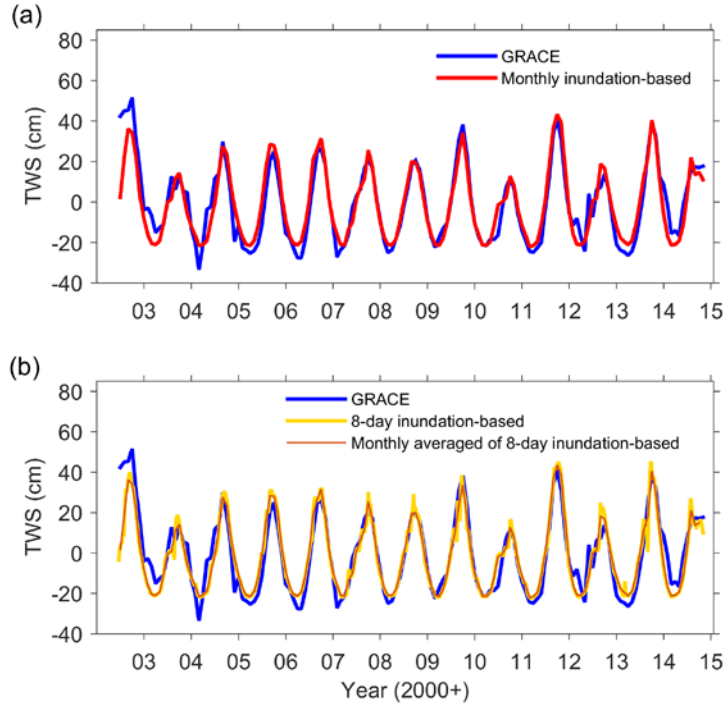 (a)
80
60
40
20
0
-20
-40
TWS (cm)
GRACE
Monthly inundation-based
03 04 05 06 07 08 09 10 11 12 13 14 15
(b)
80
60
40
20
0
-20
-40
TWS (cm)
GRACE
8-day inundation-based
Monthly averaged of 8-day inundation-based
03 04 05 06 07 08 09 10 11 12 13 14 15
Year (2000+)